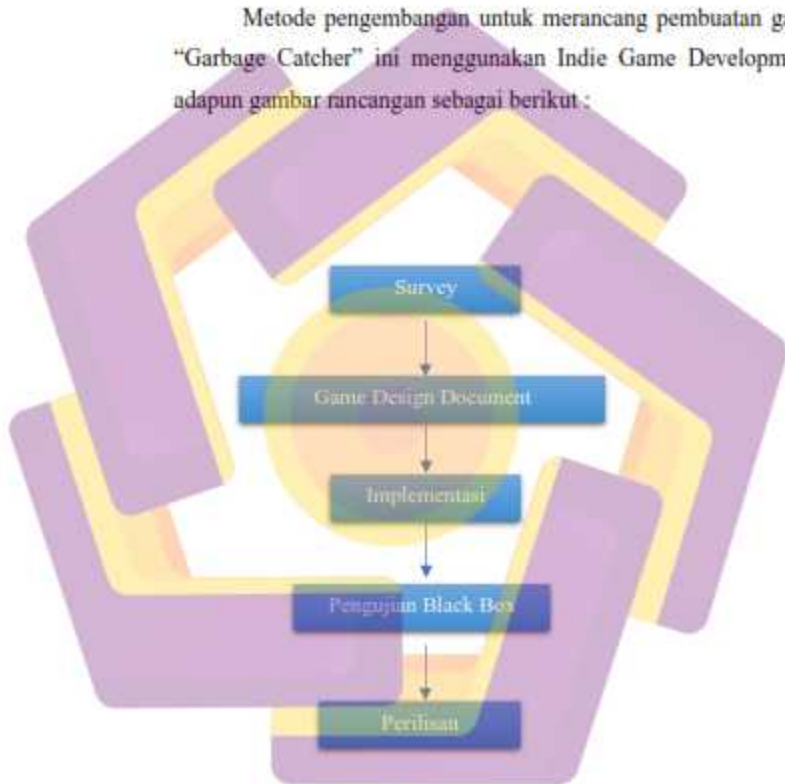 Metode pengembangan untuk merancang pembuatan
“Garbage Catcher” ini menggunakan Indie Game
adapun gambar rancangan sebagai berikut :
Survey
Game Design Document
Implementasi
Pengujian Black Box
Perilisan